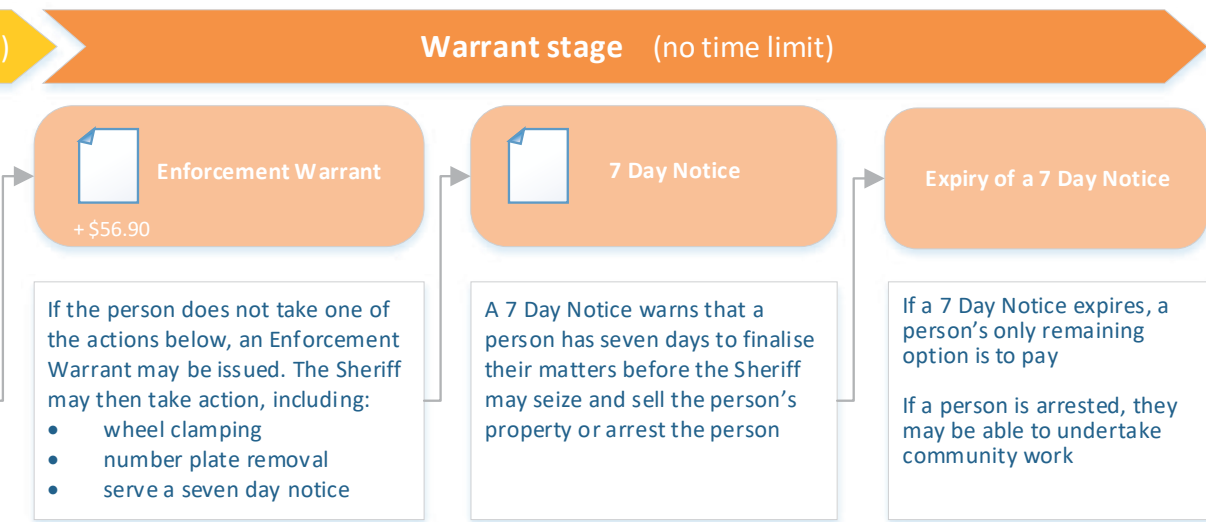 )
Warrant stage (no time limit)
Enforcement Warrant
+ $56.90
7 Day Notice
Expiry of a 7 Day Notice
If the person does not take one of
the actions below, an Enforcement
Warrant may be issued. The Sheriff
may then take action, including:
• wheel clamping
• number plate removal
• serve a seven day notice
A 7 Day Notice warns that a
person has seven days to finalise
their matters before the Sheriff
may seize and sell the person's
property or arrest the person
If a 7 Day Notice expires, a
person's only remaining
option is to pay
If a person is arrested, they
may be able to undertake
community work